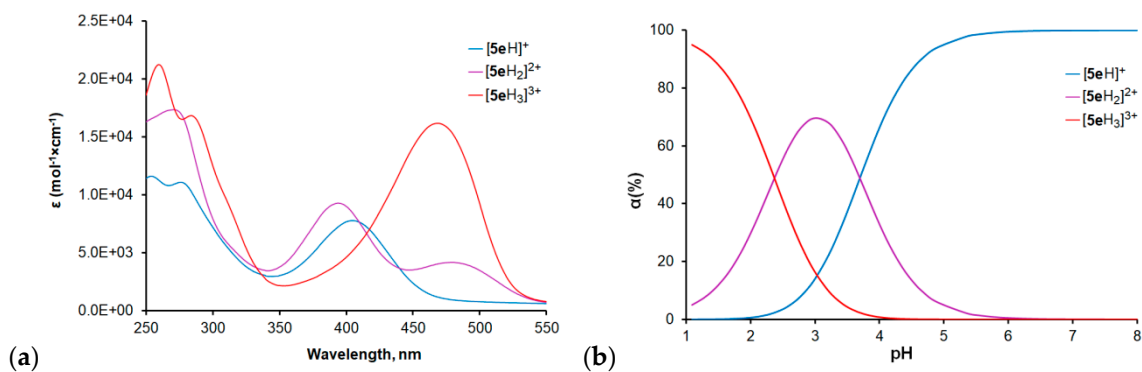 2.5E+04
2.0E+04
1.5E+04
1.0E+04
5.0E+03
0.0E+00
ε (mol⁻¹×cm⁻¹)
[5eH]⁺
[5eH₂]²⁺
[5eH₃]³⁺
250 300 350 400 450 500 550
Wavelength, nm
(a)
100
80
60
40
20
0
α(%)
[5eH]⁺
[5eH₂]²⁺
[5eH₃]³⁺
1 2 3 4 5 6 7 8
pH
(b)